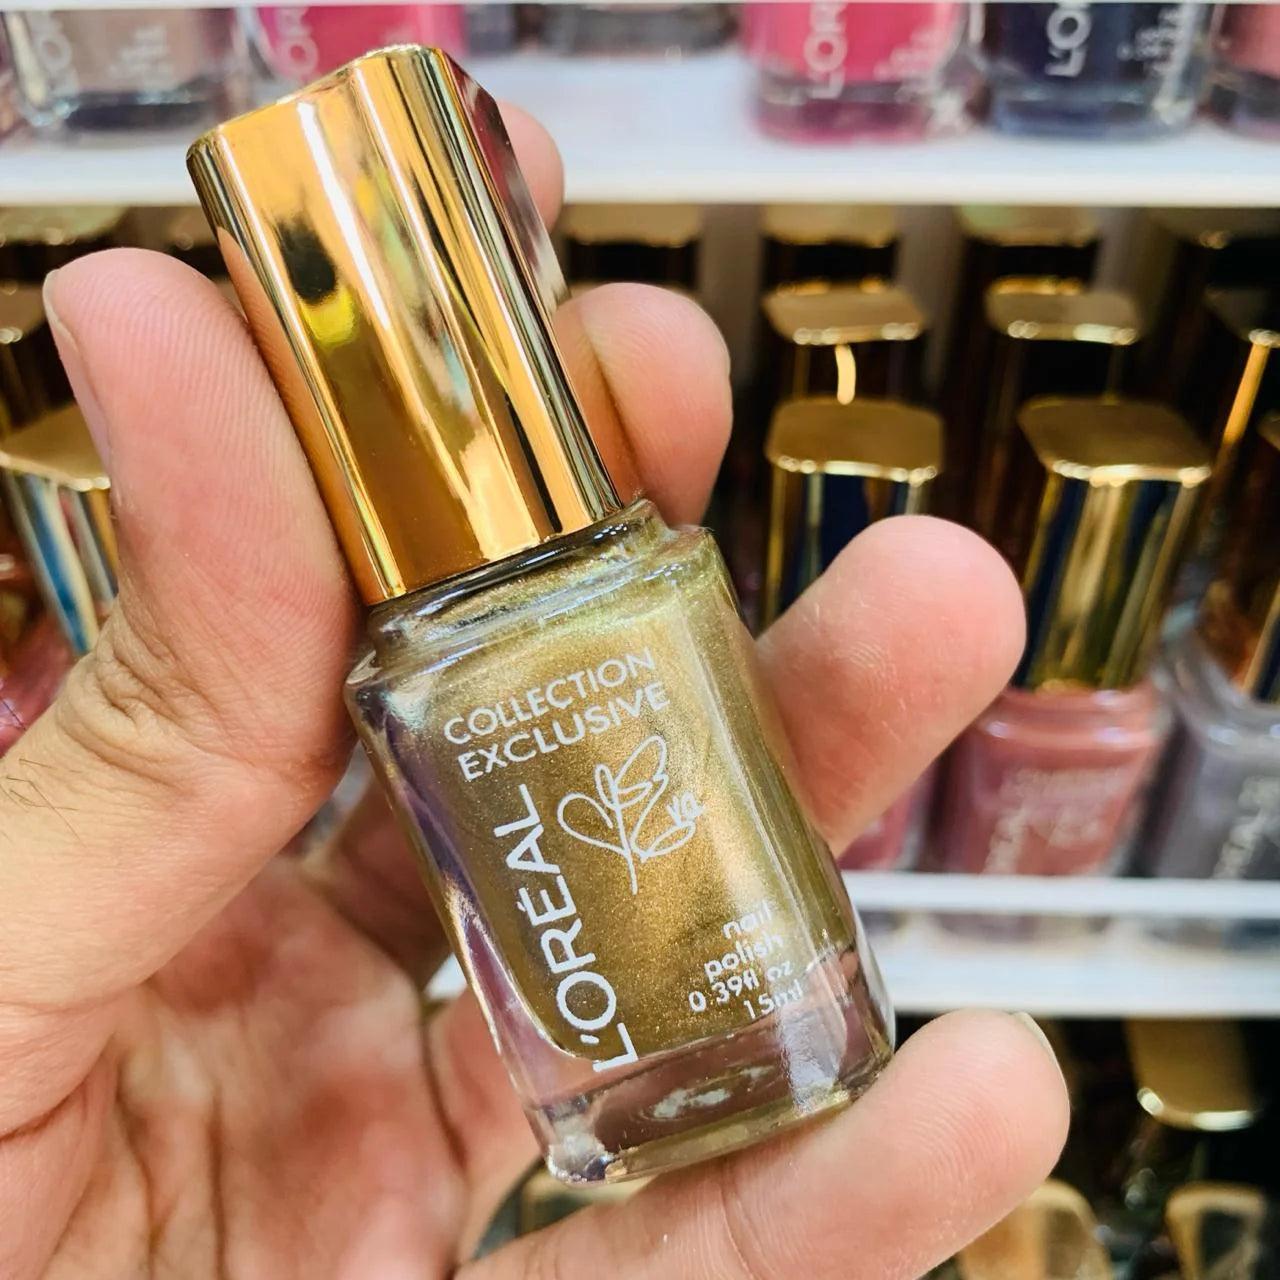 COLLECTION
EXCLUSIVE
L'ORÉAL
nail
polish
0.39fl oz
15ml